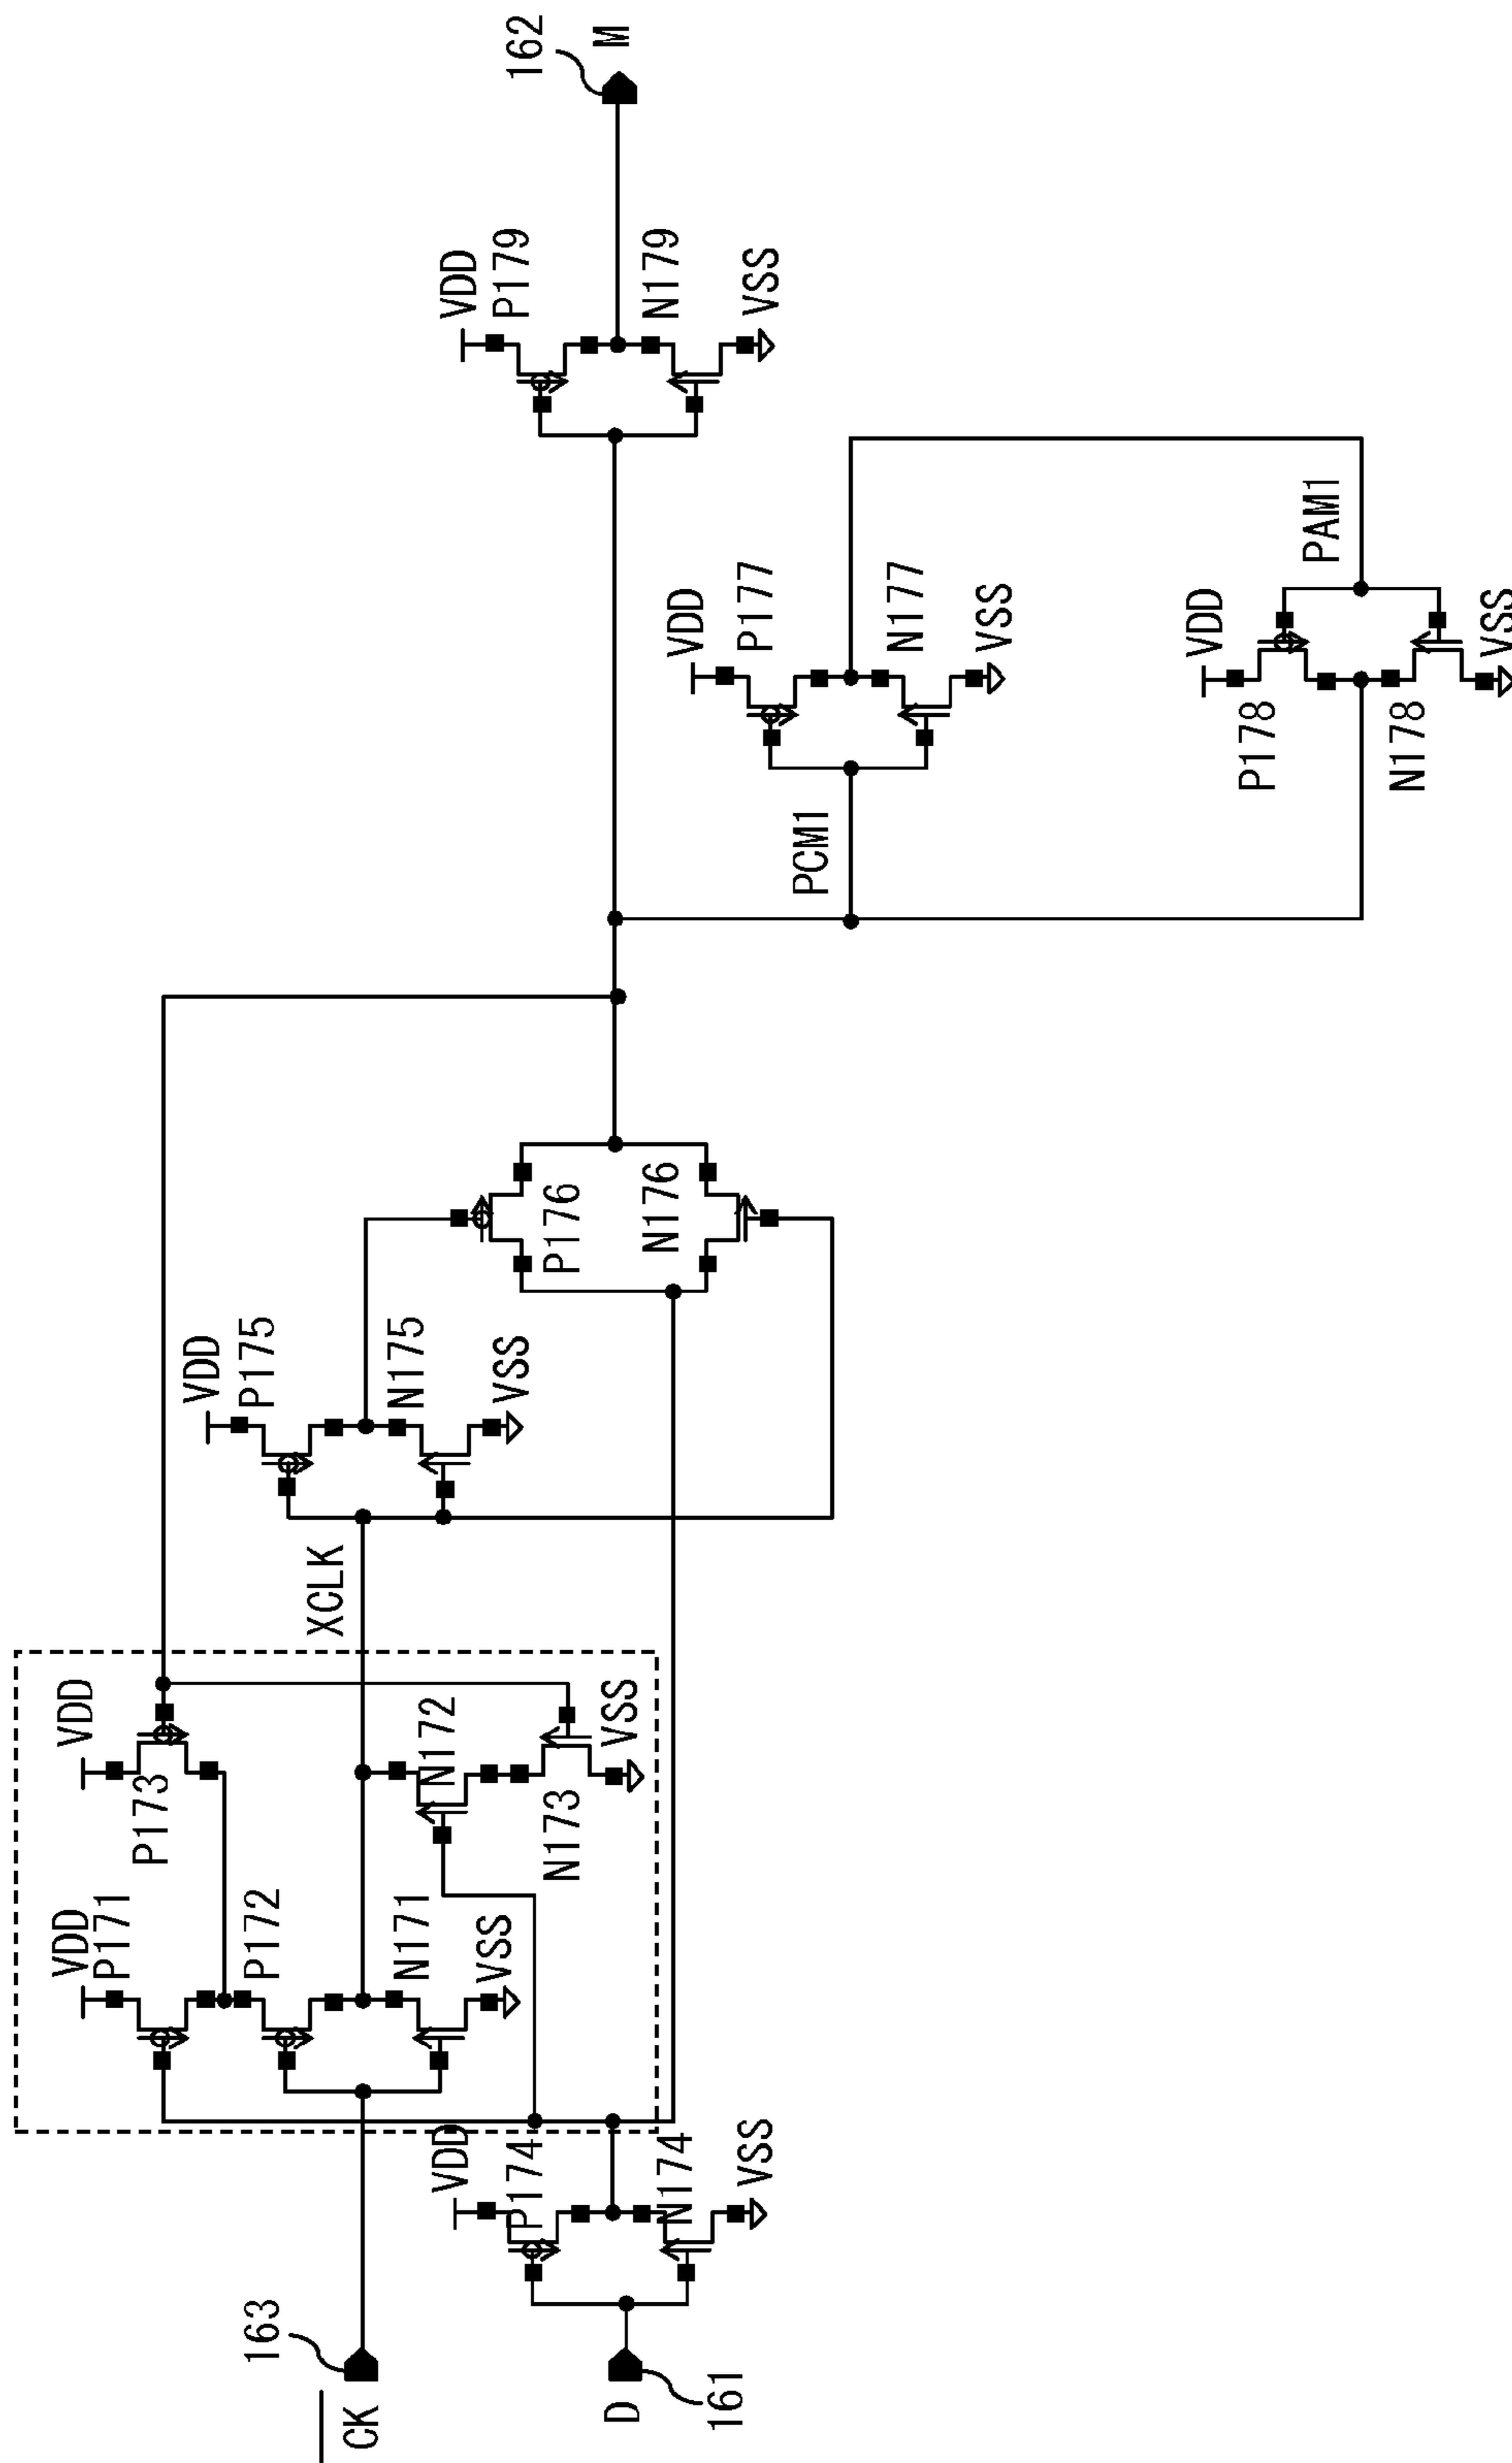 CK
163
D
161
VDD
P174
N174
VSS
VDD
P171
P172
N171
VSS
VDD
P173
N172
N173
VSS
XCLK
VDD
P175
N175
VSS
P176
N176
PCM1
VDD
P177
N177
VSS
VDD
P178
N178
VSS
PAM1
VDD
P179
N179
VSS
162
M